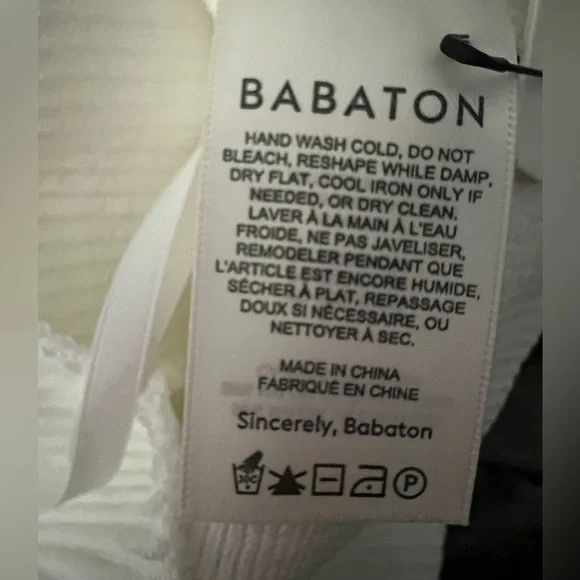 BABATON
HAND WASH COLD, DO NOT
BLEACH, RESHAPE WHILE DAMP,
DRY FLAT, COOL IRON ONLY IF
NEEDED, OR DRY CLEAN.
LAVER À LA MAIN À L'EAU
FROIDE, NE PAS JAVELISER,
REMODELER PENDANT QUE
L'ARTICLE EST ENCORE HUMIDE,
SÉCHER À PLAT, REPASSAGE
DOUX SI NÉCESSAIRE, OU
NETTOYER À SEC.
MADE IN CHINA
FABRIQUÉ EN CHINE
Sincerely, Babaton
30C P